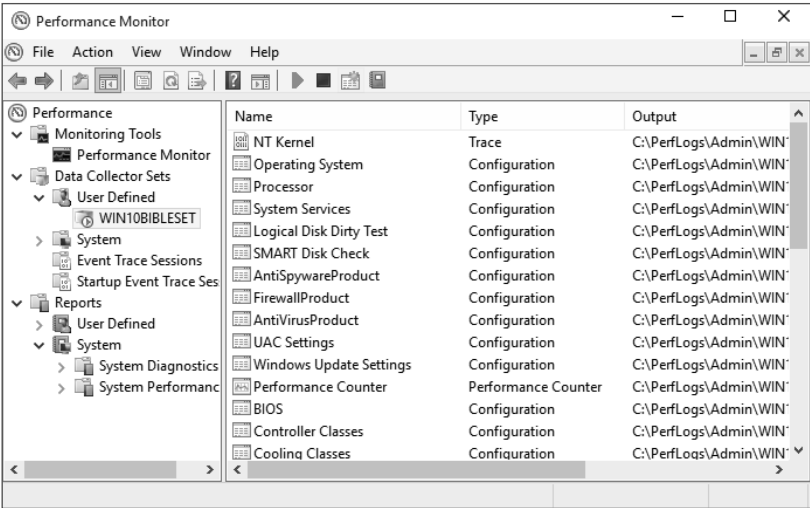 Performance Monitor
File Action View Window Help
Performance
Monitoring Tools
Performance Monitor
Data Collector Sets
User Defined
WIN10BIBLESET
System
Event Trace Sessions
Startup Event Trace Ses
Reports
User Defined
System
System Diagnostics
System Performanc
Name Type Output
NT Kernel Trace C:\PerfLogs\Admin\WIN
Operating System Configuration C:\PerfLogs\Admin\WIN
Processor Configuration C:\PerfLogs\Admin\WIN
System Services Configuration C:\PerfLogs\Admin\WIN
Logical Disk Dirty Test Configuration C:\PerfLogs\Admin\WIN
SMART Disk Check Configuration C:\PerfLogs\Admin\WIN
AntiSpywareProduct Configuration C:\PerfLogs\Admin\WIN
FirewallProduct Configuration C:\PerfLogs\Admin\WIN
AntiVirusProduct Configuration C:\PerfLogs\Admin\WIN
UAC Settings Configuration C:\PerfLogs\Admin\WIN
Windows Update Settings Configuration C:\PerfLogs\Admin\WIN
Performance Counter Performance Counter C:\PerfLogs\Admin\WIN
BIOS Configuration C:\PerfLogs\Admin\WIN
Controller Classes Configuration C:\PerfLogs\Admin\WIN
Cooling Classes Configuration C:\PerfLogs\Admin\WIN